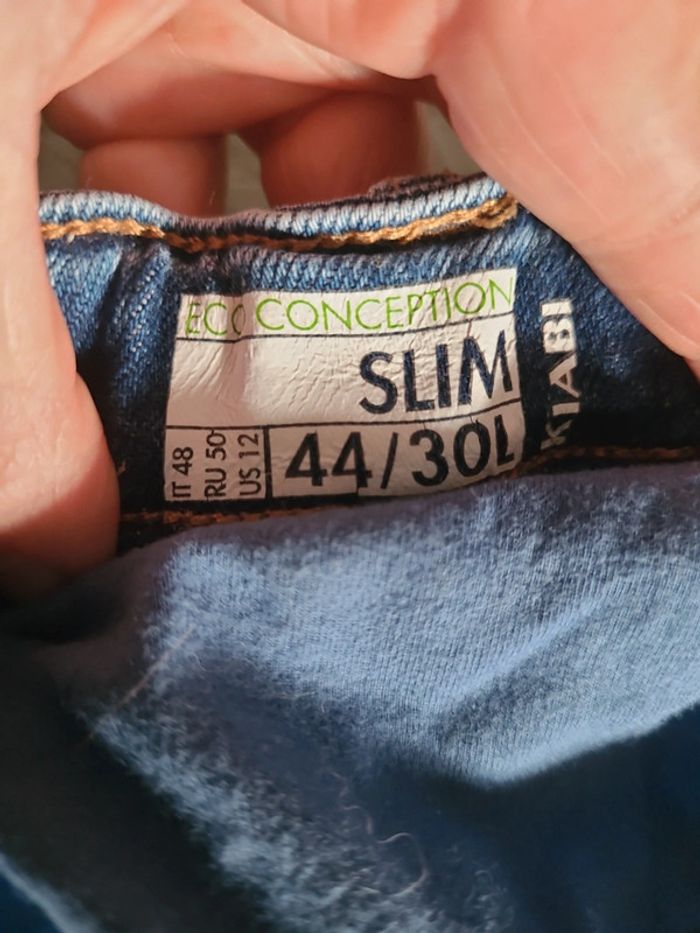 ECO CONCEPTION
SLIM
IT 48
RU 50
US 12
44/30L
KIABI